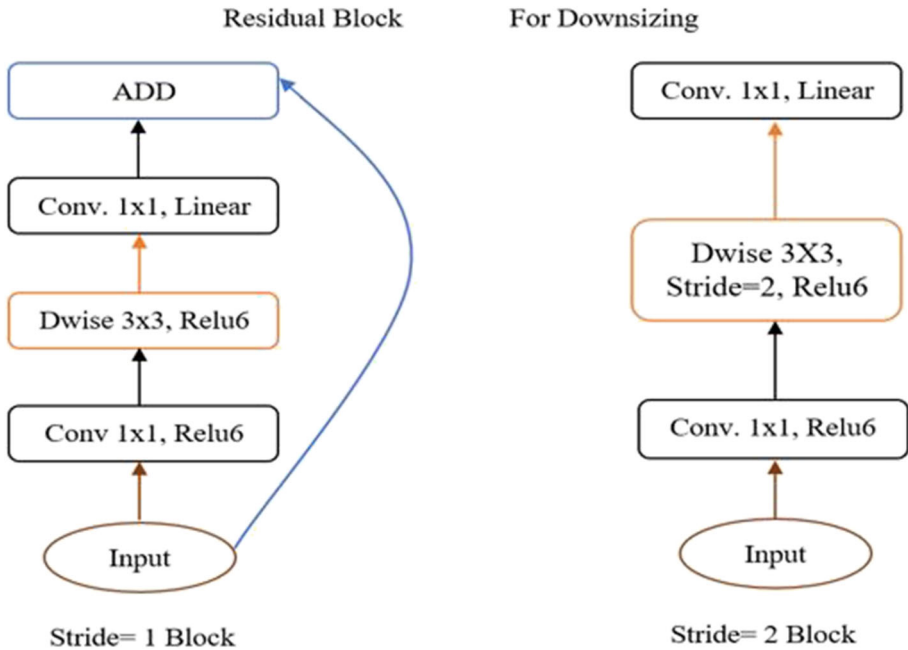 Residual Block
For Downsizing
ADD
Conv. 1x1, Linear
Dwise 3x3, Relu6
Conv 1x1, Relu6
Input
Stride= 1 Block
Conv. 1x1, Linear
Dwise 3X3,
Stride=2, Relu6
Conv. 1x1, Relu6
Input
Stride= 2 Block